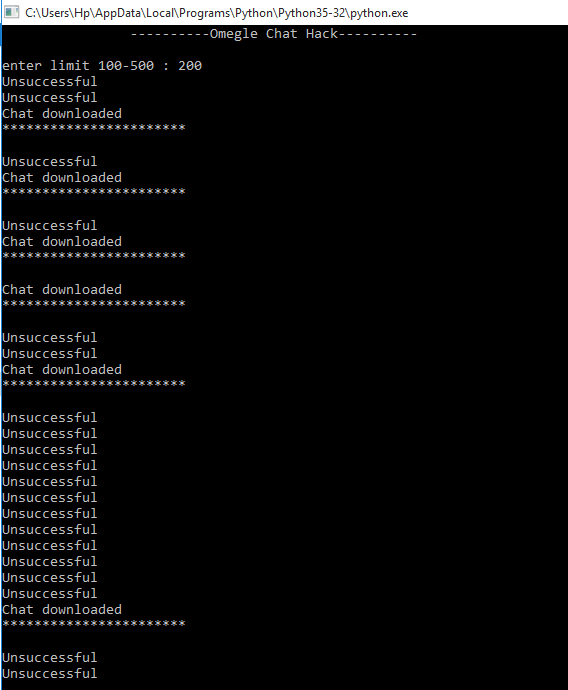 C:\Users\Hp\AppData\Local\Programs\Python\Python35-32\python.exe
----------Omegle Chat Hack----------
enter limit 100-500 : 200
Unsuccessful
Unsuccessful
Chat downloaded
***********************
Unsuccessful
Chat downloaded
***********************
Unsuccessful
Chat downloaded
***********************
Chat downloaded
***********************
Unsuccessful
Unsuccessful
Chat downloaded
***********************
Unsuccessful
Unsuccessful
Unsuccessful
Unsuccessful
Unsuccessful
Unsuccessful
Unsuccessful
Unsuccessful
Unsuccessful
Unsuccessful
Unsuccessful
Unsuccessful
Chat downloaded
***********************
Unsuccessful
Unsuccessful